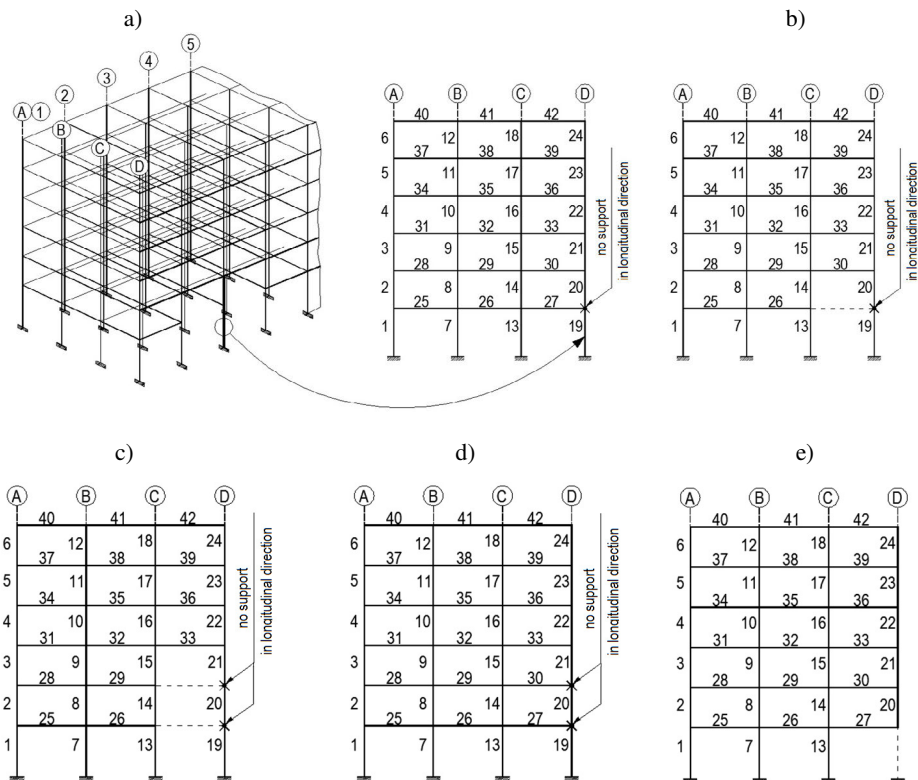 a)
b)
5
4
3
2
A 1
B
C
D
A B C D
40 41 42
6 12 18 24
37 38 39
5 11 17 23
34 35 36
4 10 16 22
31 32 33
3 9 15 21
28 29 30
2 8 14 20
25 26 27
1 7 13 19
no support
in longitudinal direction
A B C D
40 41 42
6 12 18 24
37 38 39
5 11 17 23
34 35 36
4 10 16 22
31 32 33
3 9 15 21
28 29 30
2 8 14 20
25 26
1 7 13 19
no support
in longitudinal direction
c)
d)
e)
A B C D
40 41 42
6 12 18 24
37 38 39
5 11 17 23
34 35 36
4 10 16 22
31 32 33
3 9 15 21
28 29
2 8 14 20
25 26
1 7 13 19
no support
in longitudinal direction
A B C D
40 41 42
6 12 18 24
37 38 39
5 11 17 23
34 35 36
4 10 16 22
31 32 33
3 9 15 21
28 29 30
2 8 14 20
25 26 27
1 7 13 19
no support
in longitudinal direction
A B C D
40 41 42
6 12 18 24
37 38 39
5 11 17 23
34 35 36
4 10 16 22
31 32 33
3 9 15 21
28 29 30
2 8 14 20
25 26 27
1 7 13